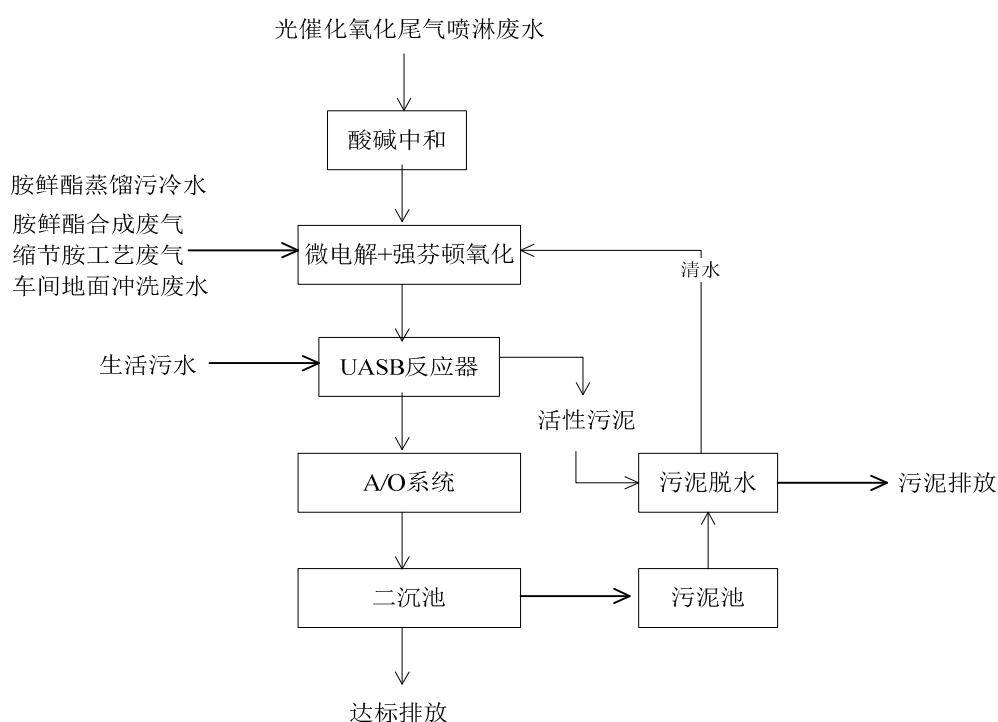 光催化氧化尾气喷淋废水
酸碱中和
胺鲜酯蒸馏污冷水
胺鲜酯合成废气
缩节胺工艺废气
车间地面冲洗废水
微电解+强芬顿氧化
清水
生活污水
UASB反应器
活性污泥
A/O系统
污泥脱水
污泥排放
二沉池
污泥池
达标排放